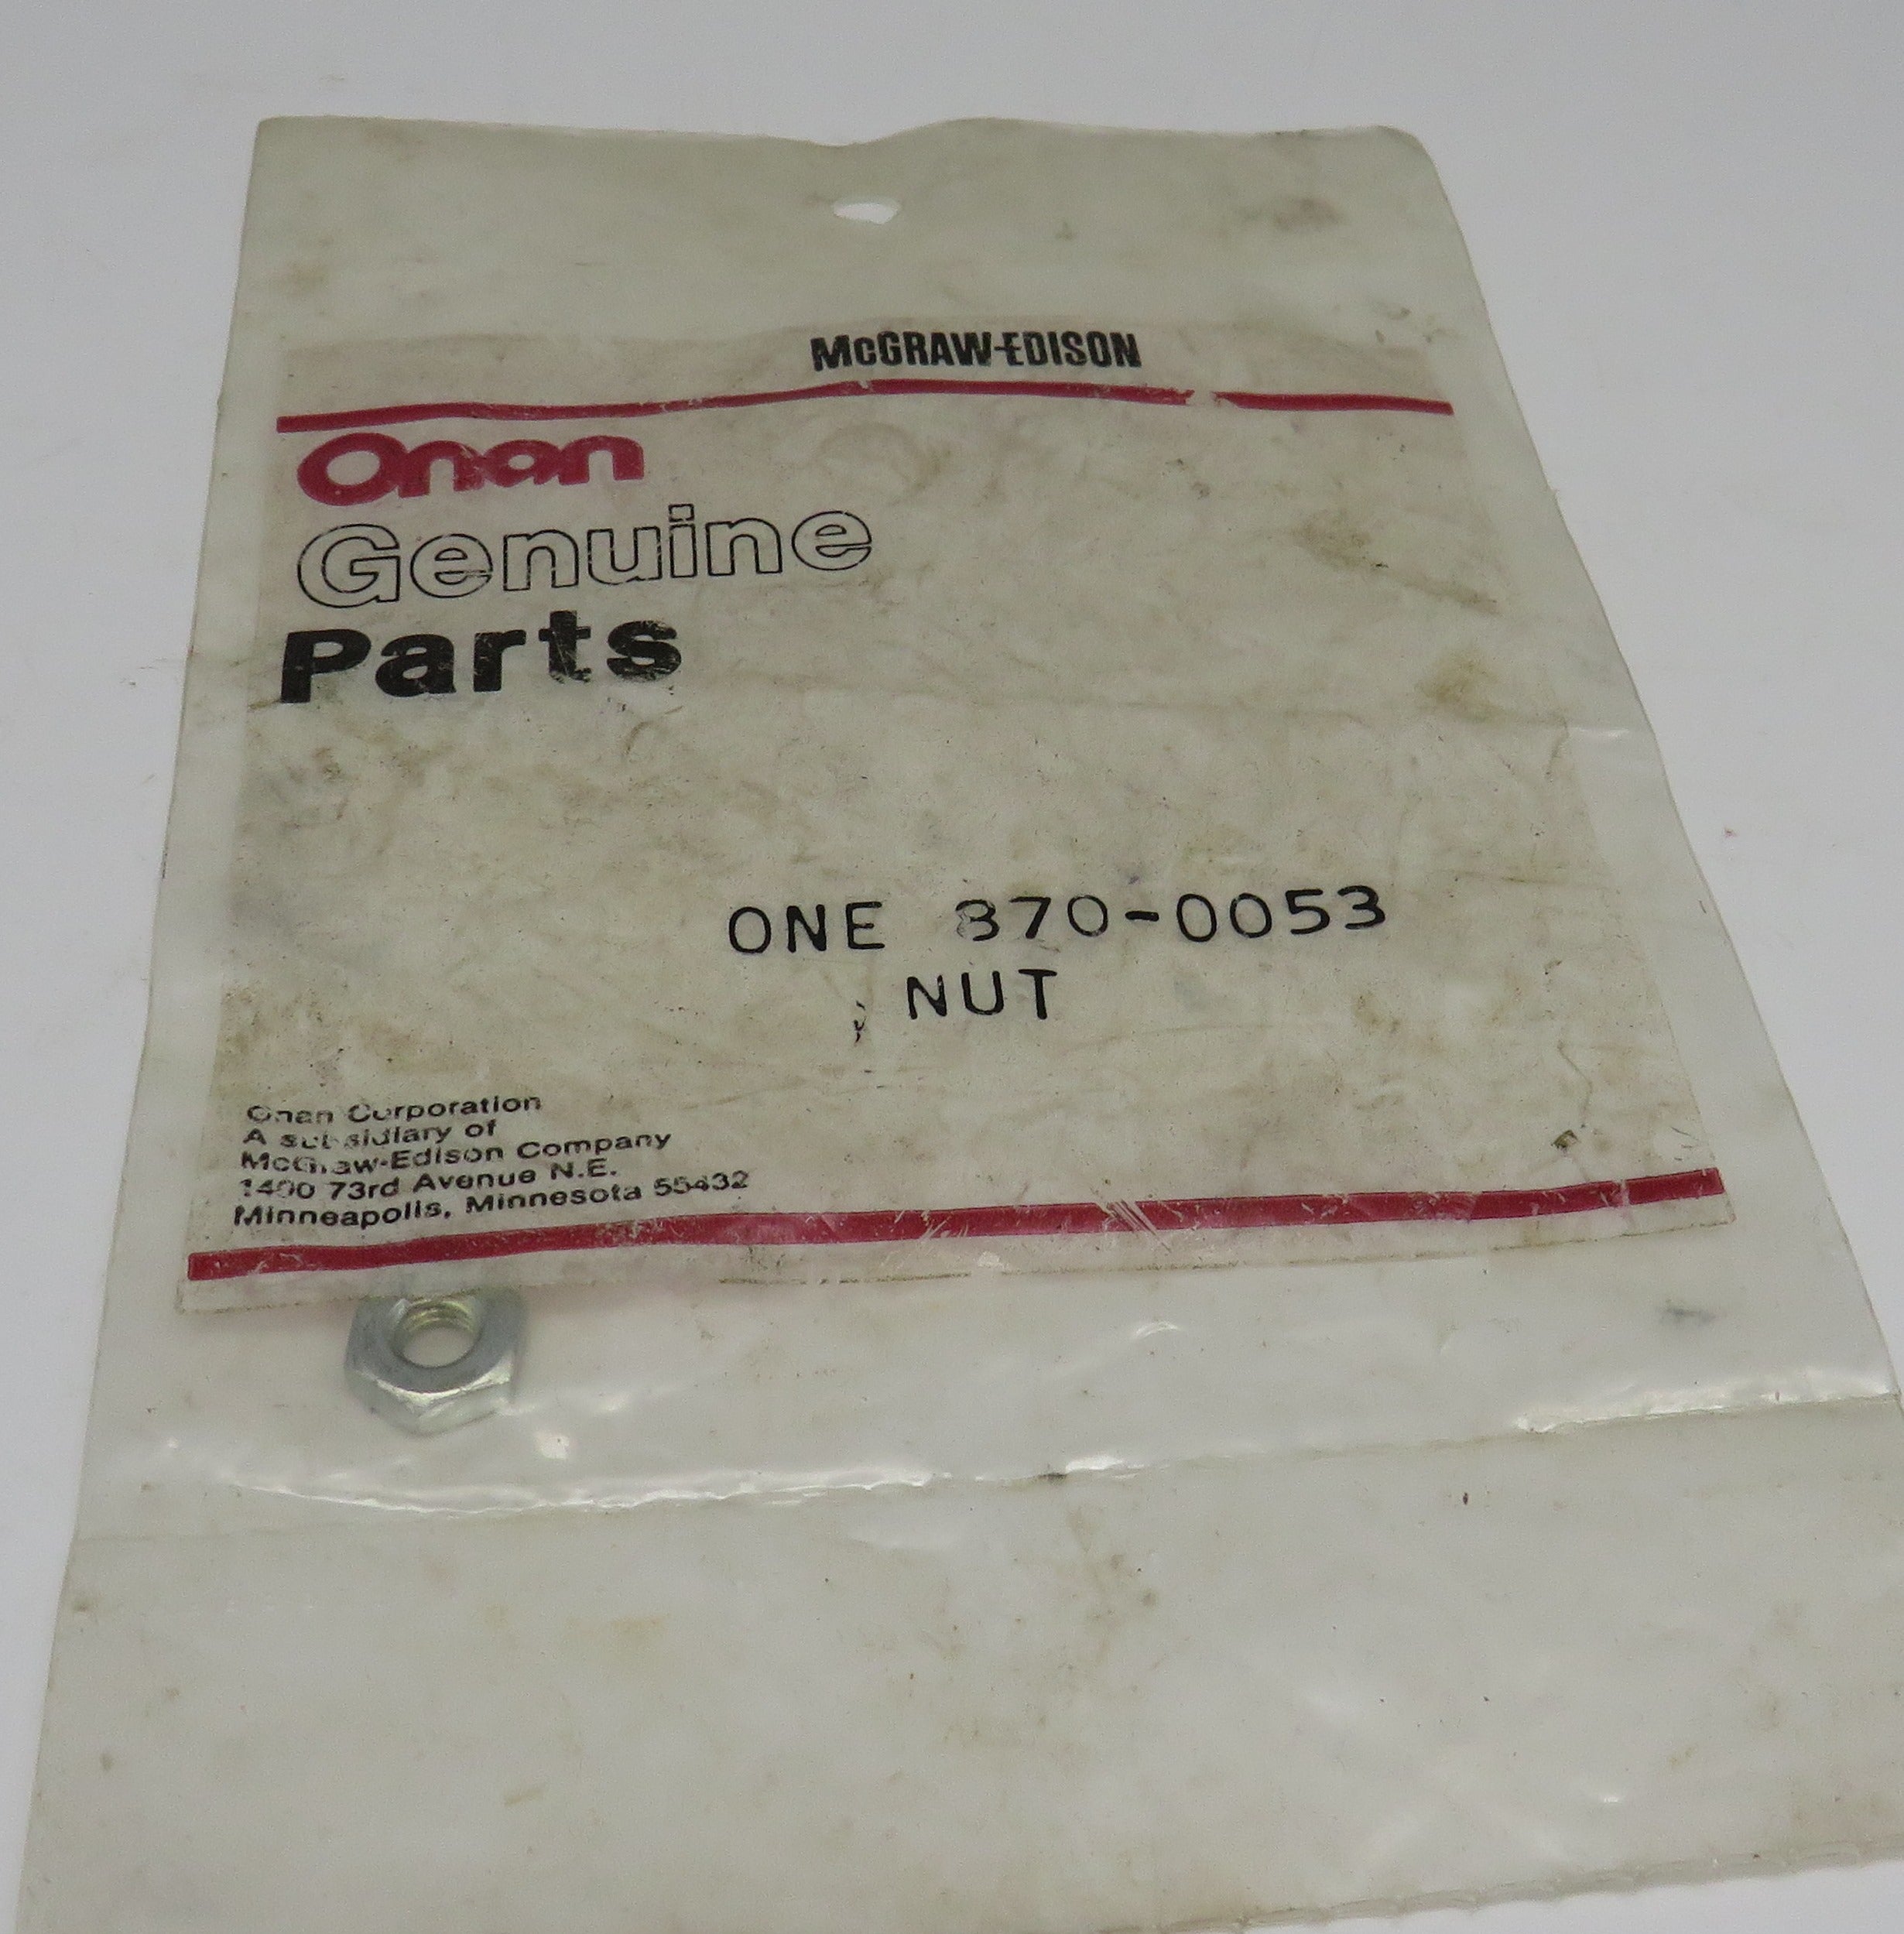 McGRAW-EDISON
Onan
Genuine
Parts
ONE 870-0053
NUT
Onan Corporation
A subsidiary of
McGraw-Edison Company
1400 73rd Avenue N.E.
Minneapolis, Minnesota 55432